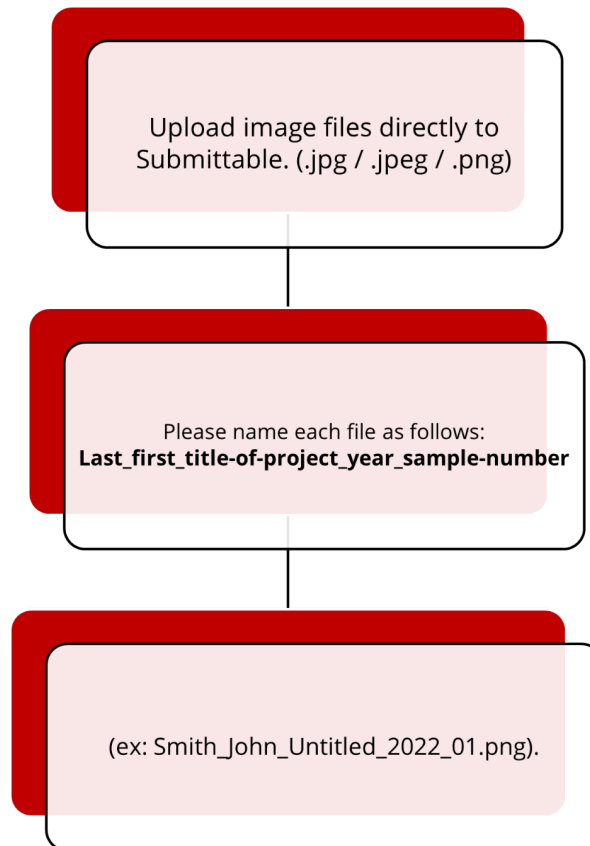 Upload image files directly to
Submittable. (.jpg / .jpeg / .png)
Please name each file as follows:
Last_first_title-of-project_year_sample-number
(ex: Smith_John_Untitled_2022_01.png).